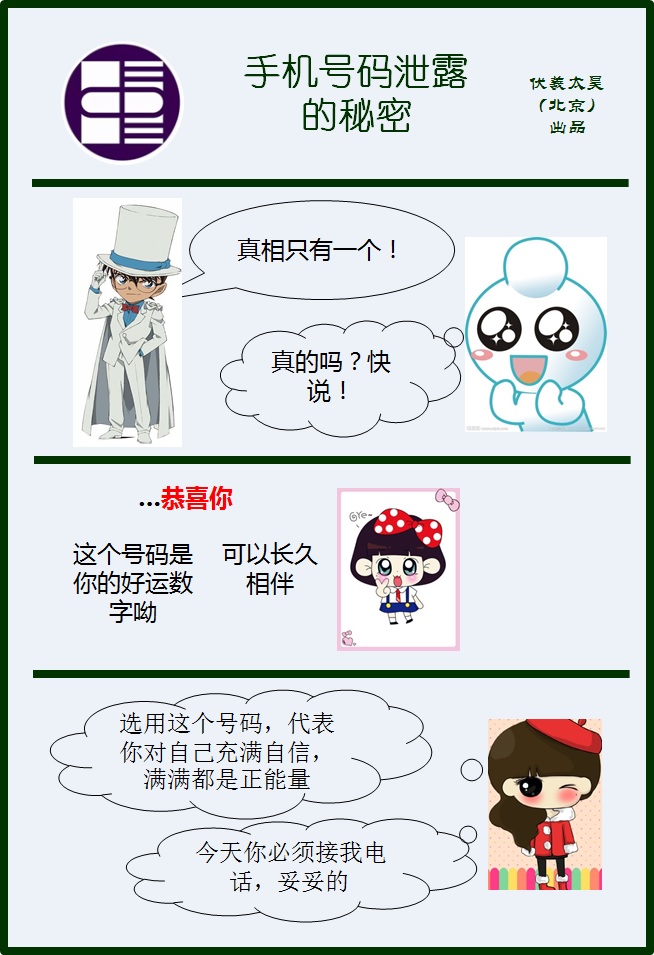 手机号码泄露
的秘密
伏羲太昊
（北京）
出品
真相只有一个！
真的吗？快
说！
...恭喜你
这个号码是
你的好运数
字呦
可以长久
相伴
选用这个号码，代表
你对自己充满自信，
满满都是正能量
今天你必须接我电
话，妥妥的